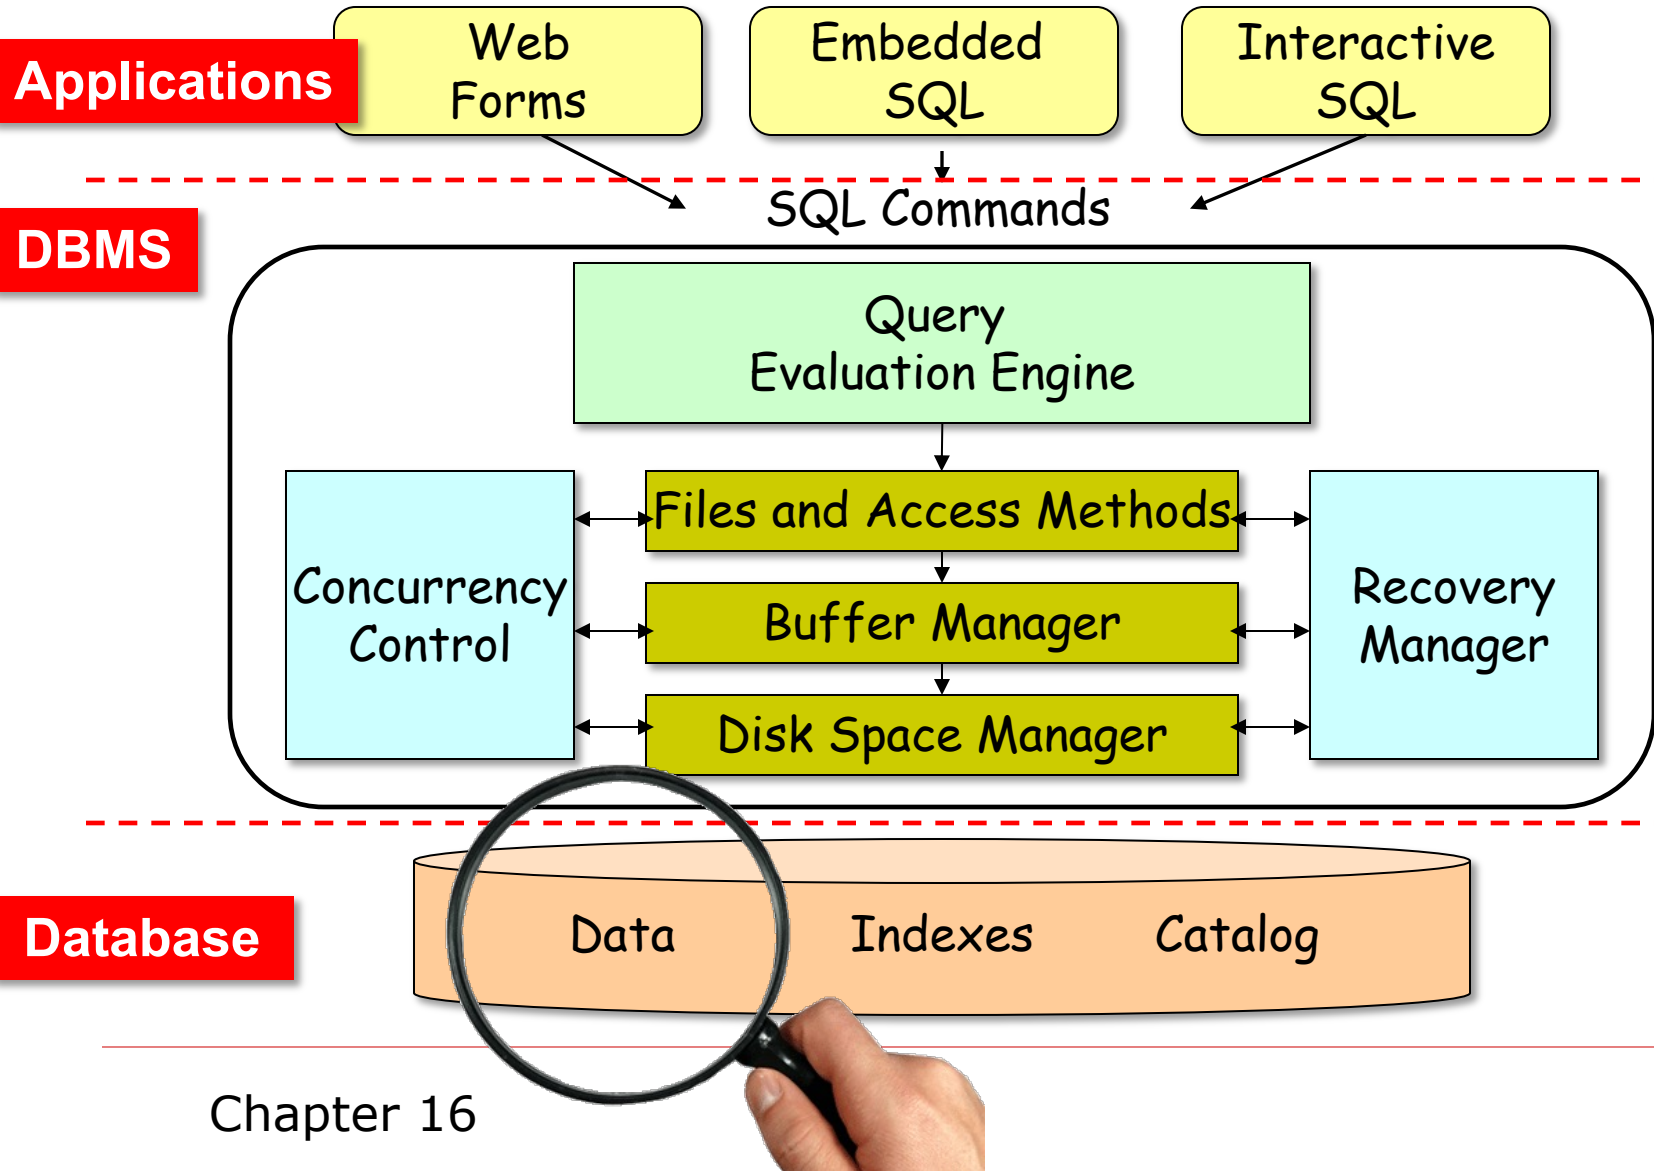 Applications
Web
Forms
Embedded
SQL
Interactive
SQL
SQL Commands
DBMS
Query
Evaluation Engine
Concurrency
Control
Files and Access Methods
Buffer Manager
Disk Space Manager
Recovery
Manager
Database
Data
Indexes
Catalog
Chapter 16